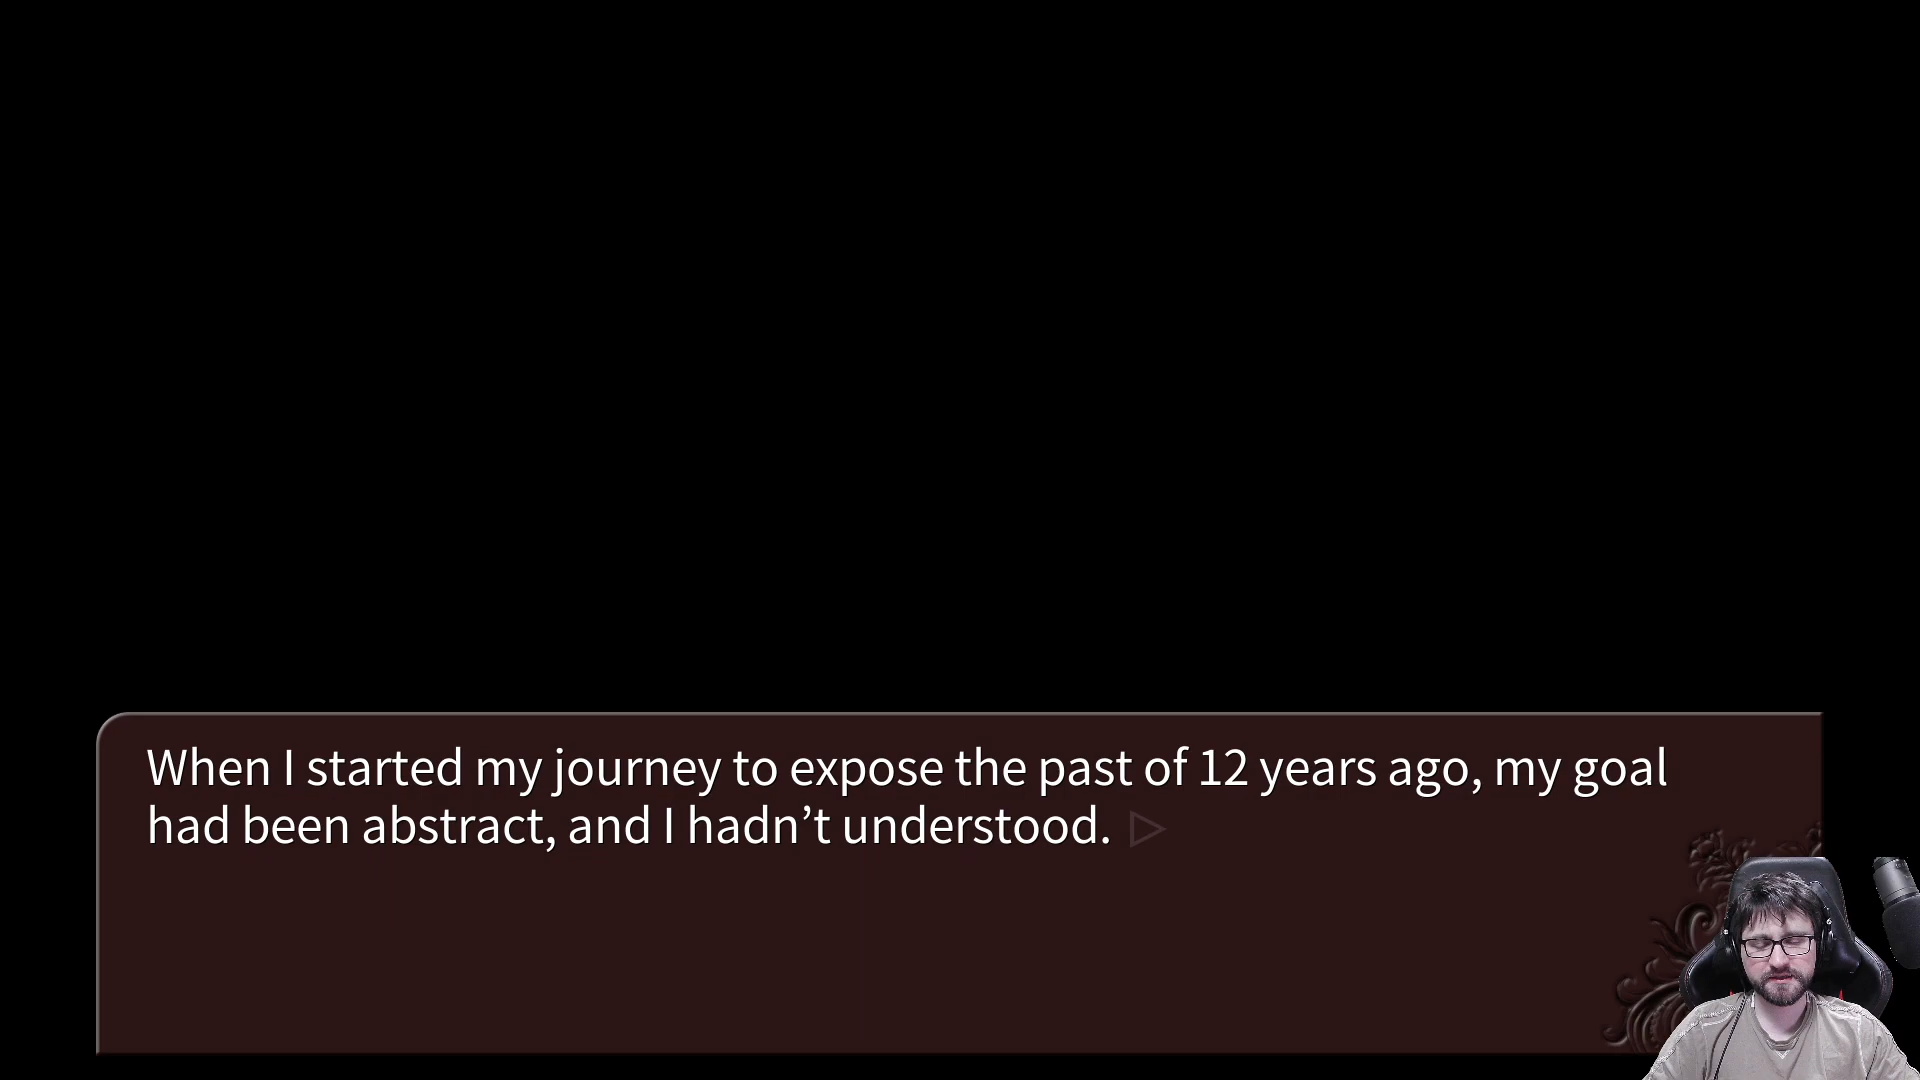 When I started my journey to expose the past of 12 years ago, my goal
had been abstract, and I hadn’t understood.